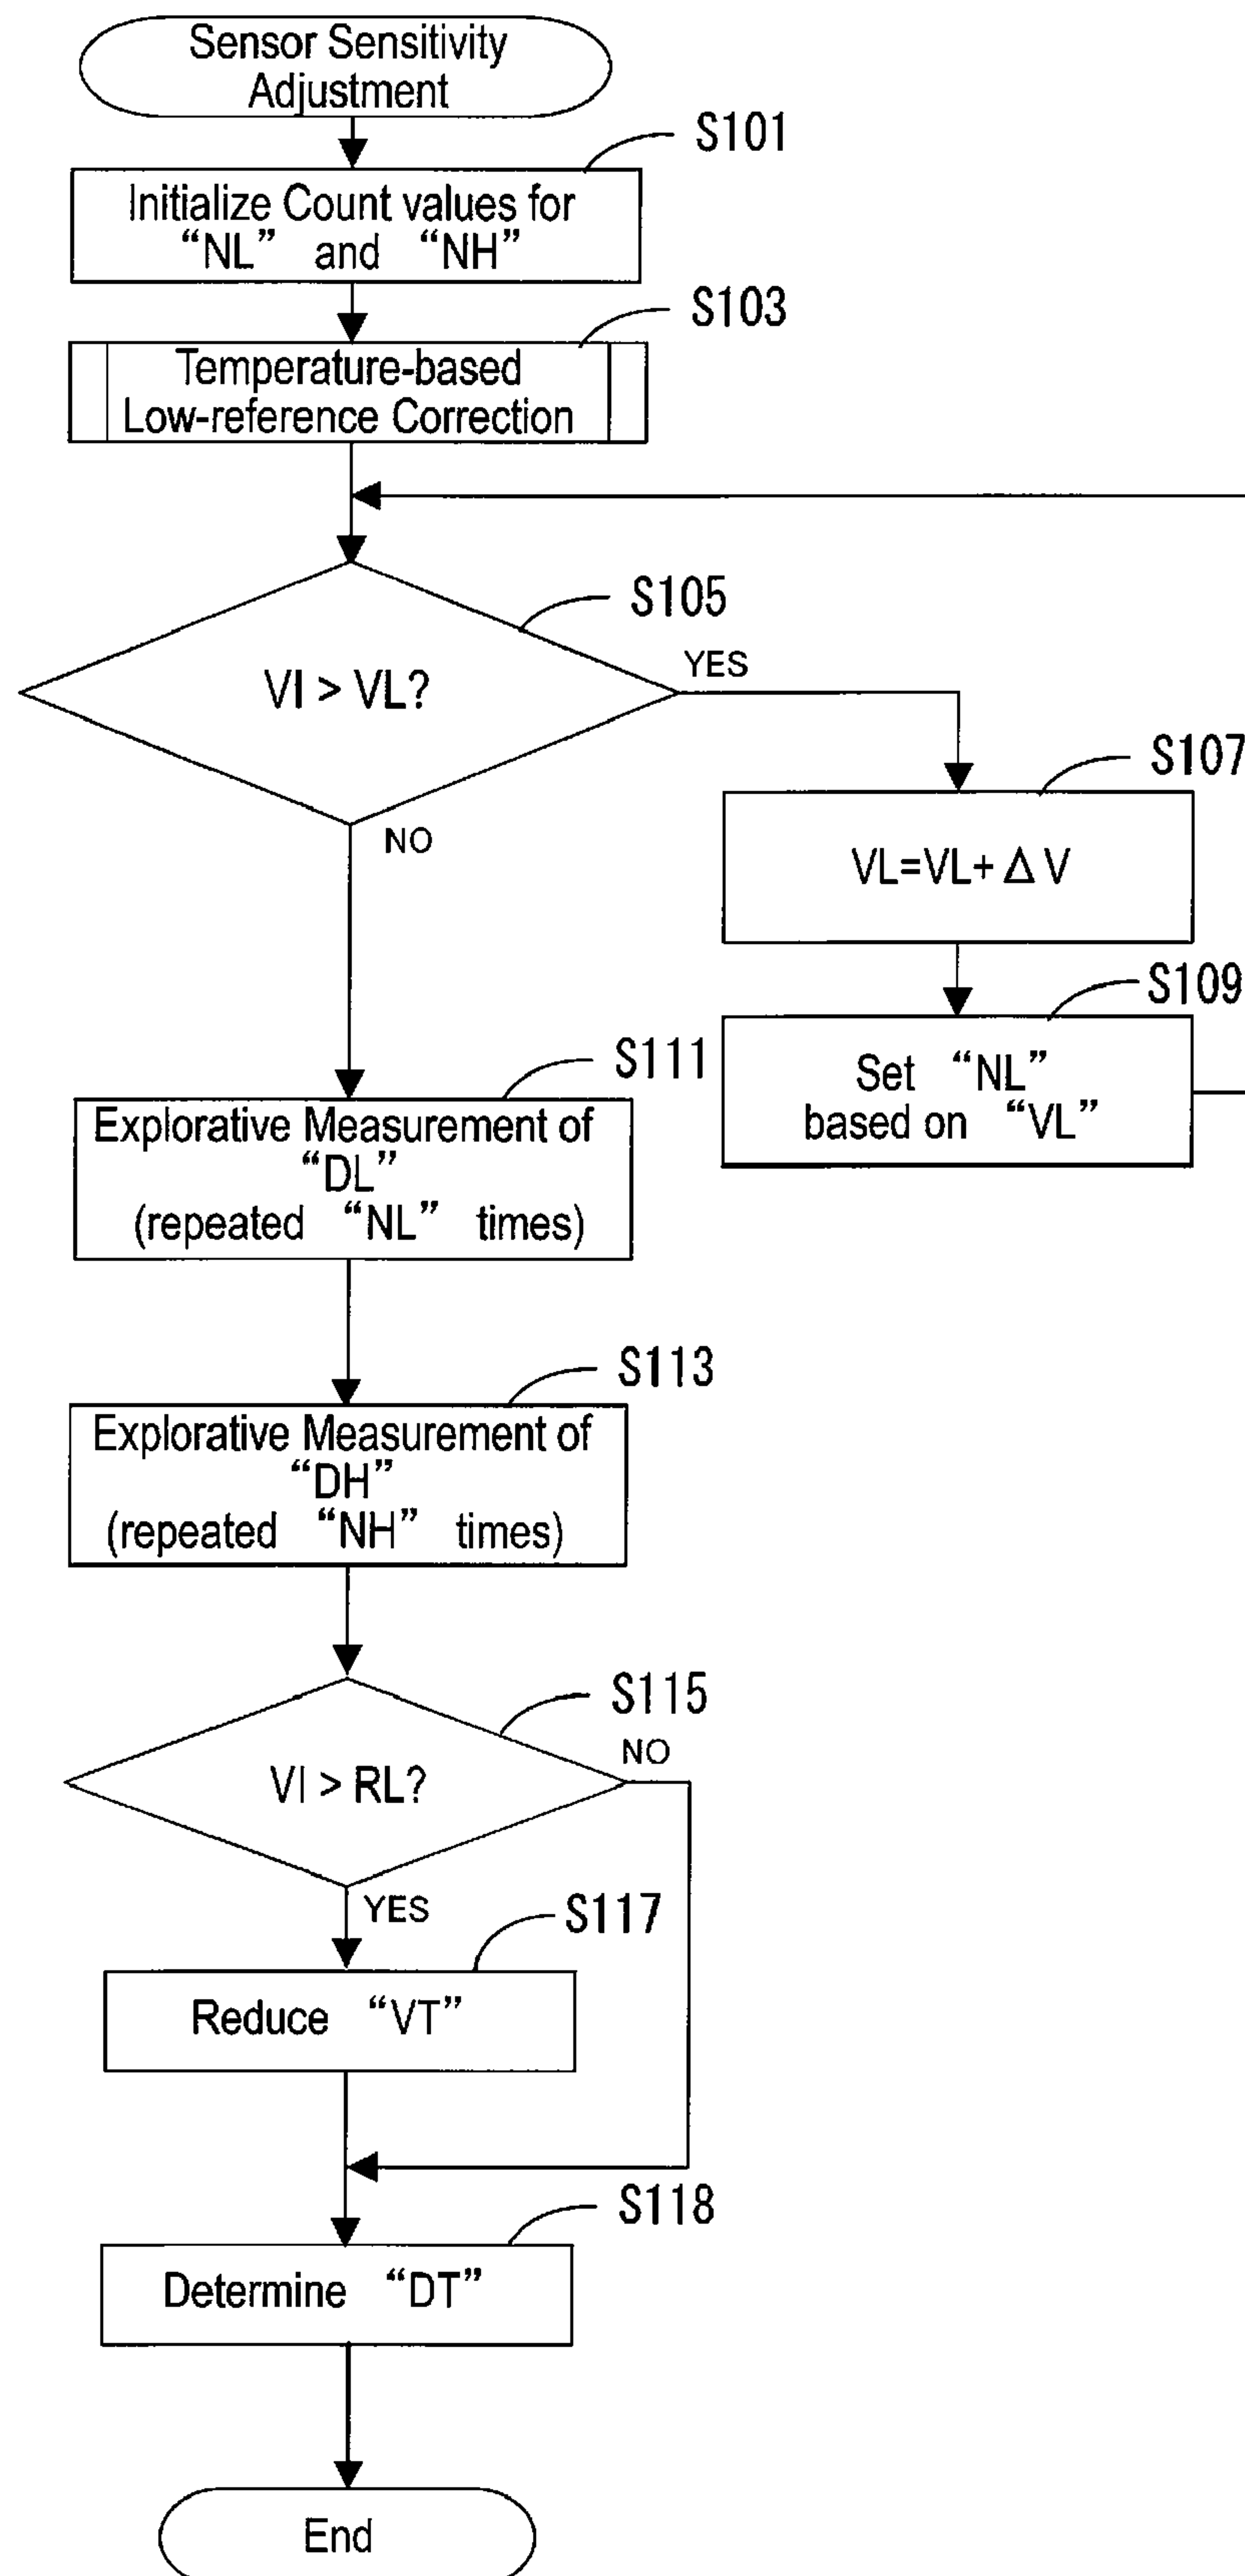 Sensor Sensitivity
Adjustment
S101
Initialize Count values for
“NL” and “NH”
S103
Temperature-based
Low-reference Correction
S105
VI > VL?
YES
NO
S107
VL=VL+ΔV
S109
Set “NL”
based on “VL”
S111
Explorative Measurement of
“DL”
(repeated “NL” times)
S113
Explorative Measurement of
“DH”
(repeated “NH” times)
S115
VI > RL?
NO
YES
S117
Reduce “VT”
S118
Determine “DT”
End